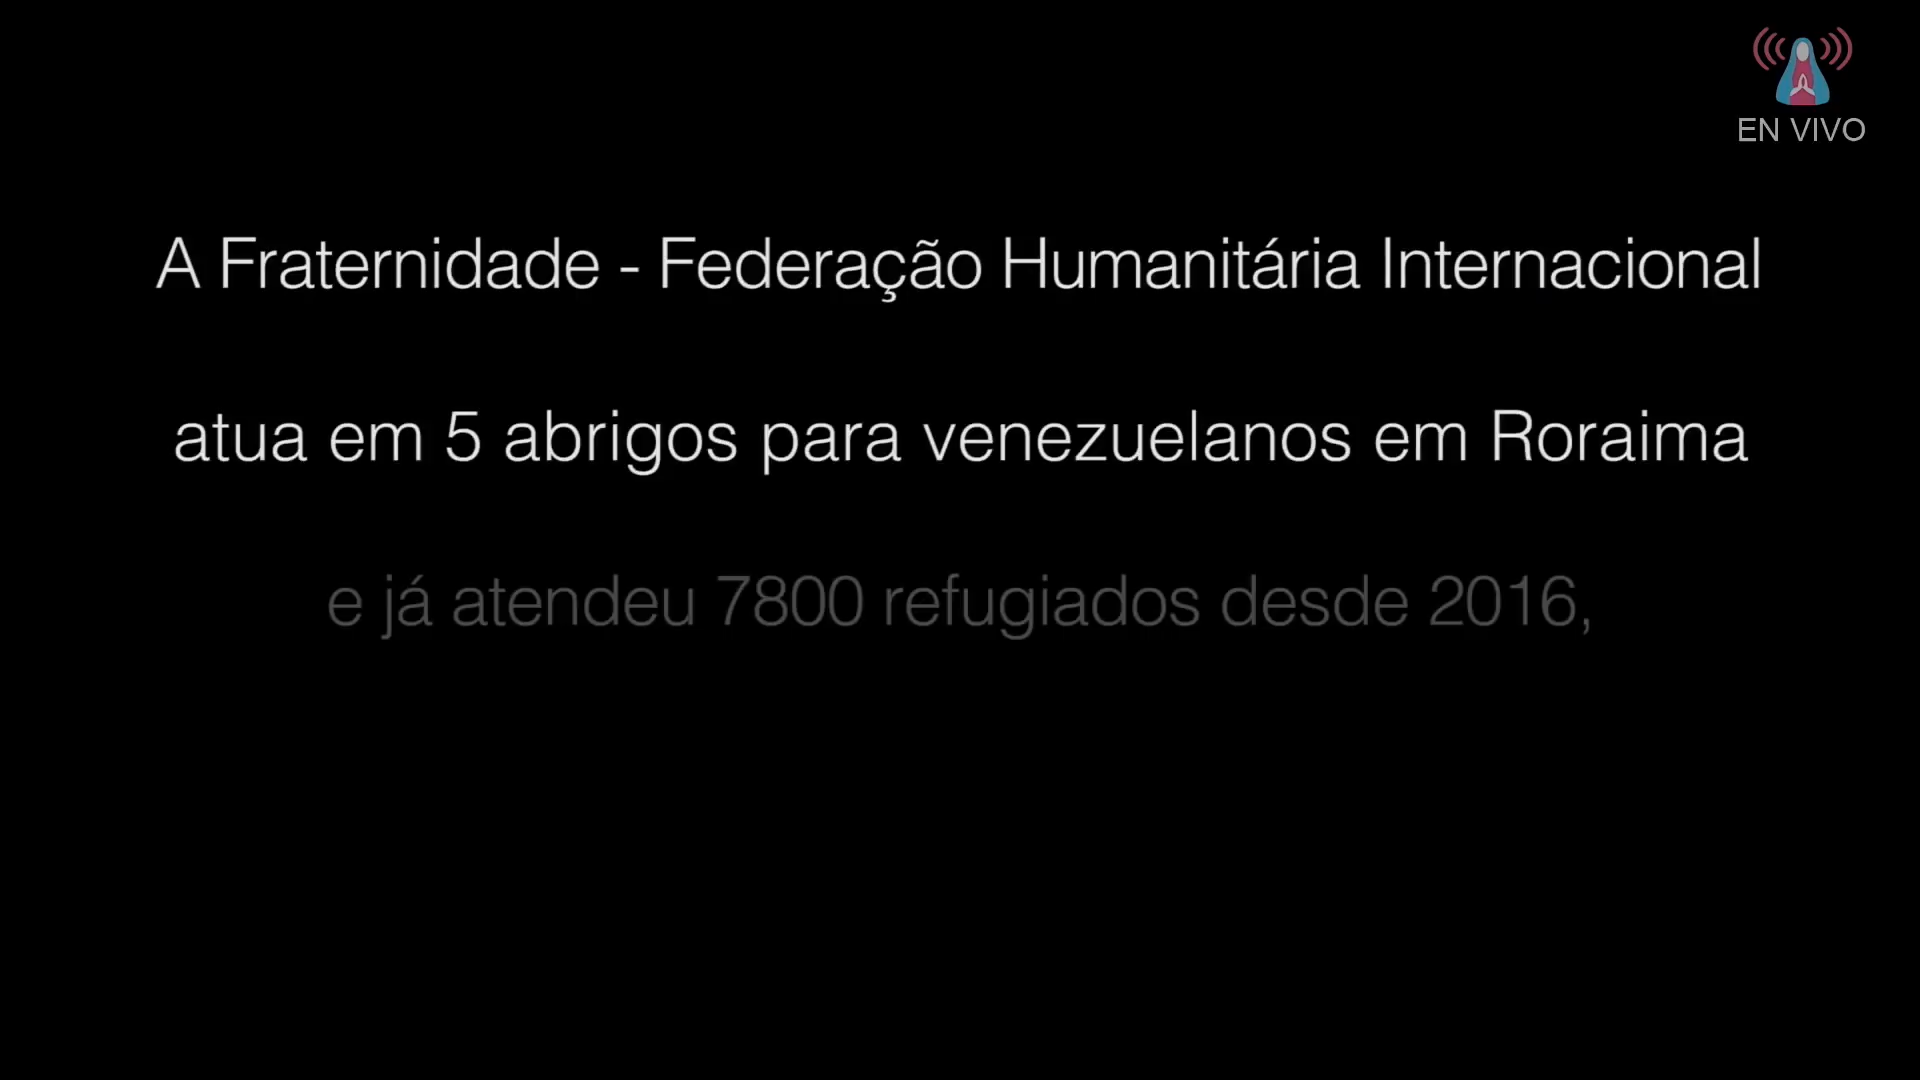 EN VIVO
A Fraternidade - Federação Humanitária Internacional
atua em 5 abrigos para venezuelanos em Roraima
e já atendeu 7800 refugiados desde 2016,